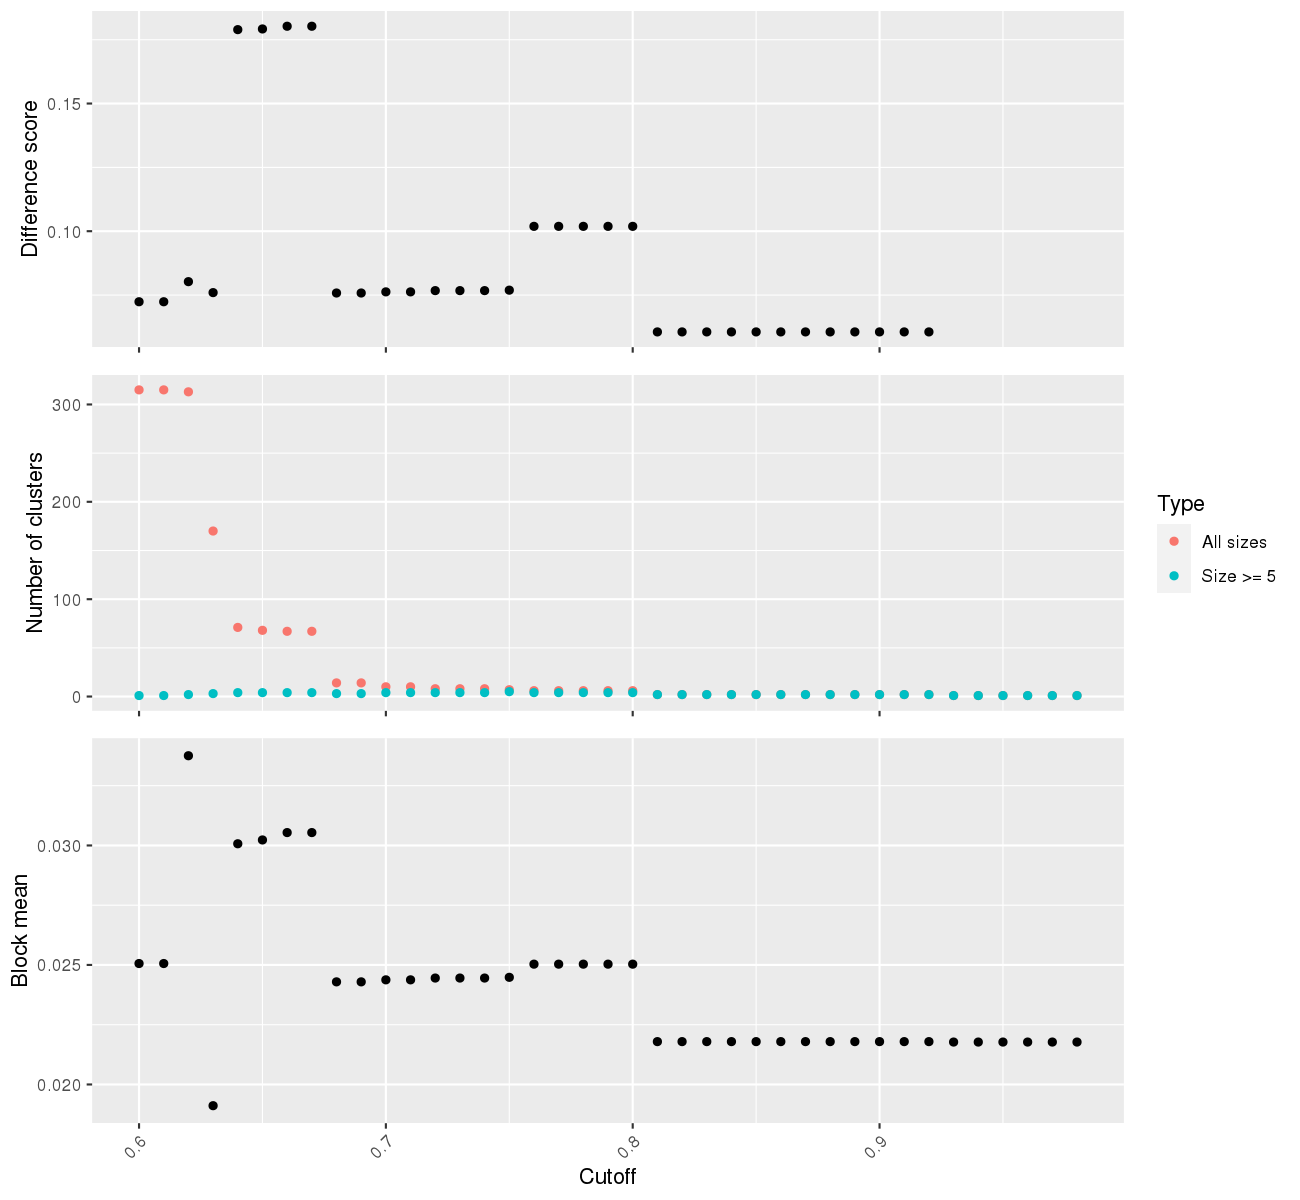 Difference score
0.15
0.10
Number of clusters
300
200
100
0
Type
All sizes
Size >= 5
Block mean
0.030
0.025
0.020
0.6
0.7
0.8
0.9
Cutoff